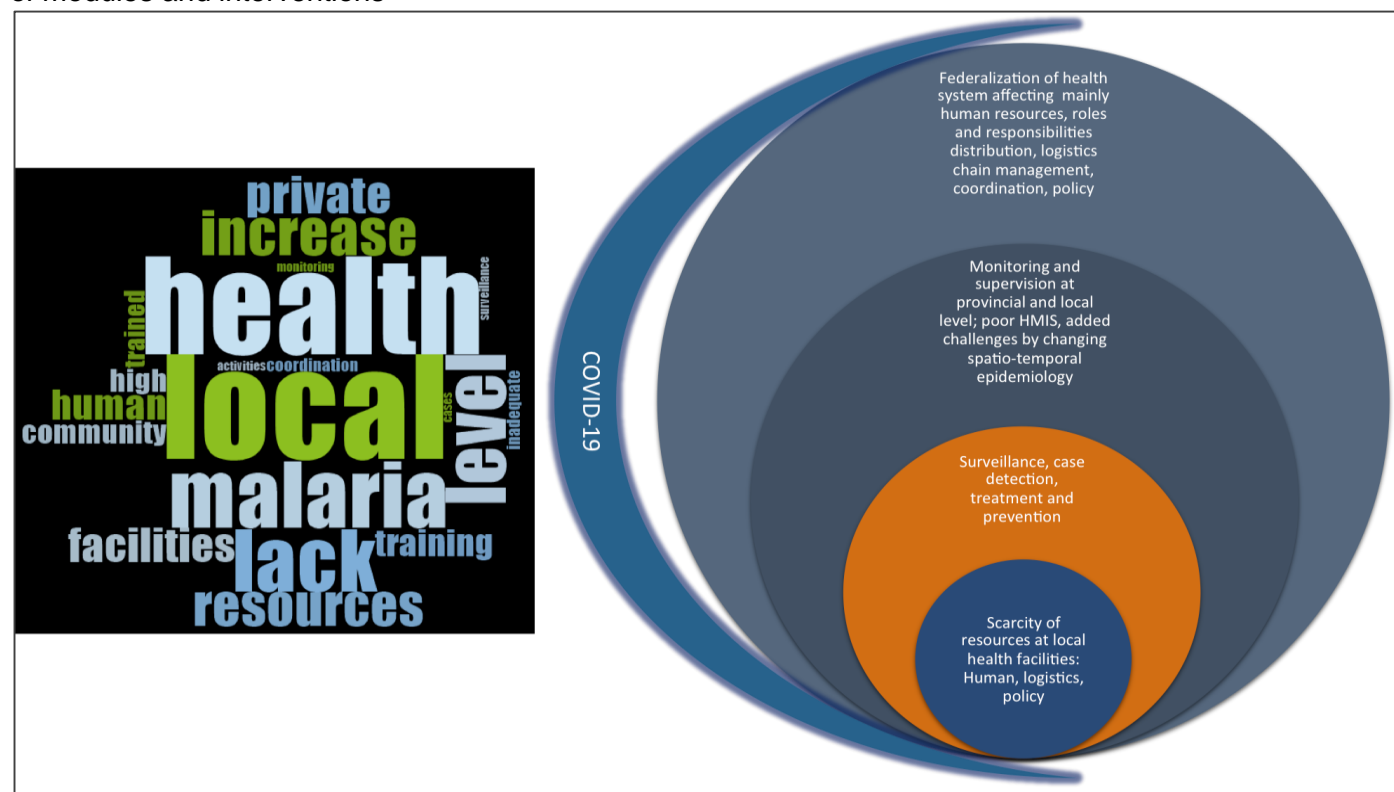 of modules and interventions
private
increase
monitoring
health
surveillance
trained
activities coordination
high
local
level
human
cases
inadequate
community
malaria
facilities
lack
training
resources
COVID-19
Federalization of health
system affecting mainly
human resources, roles
and responsibilities
distribution, logistics
chain management,
coordination, policy
Monitoring and
supervision at
provincial and local
level; poor HMIS, added
challenges by changing
spatio-temporal
epidemiology
Surveillance, case
detection,
treatment and
prevention
Scarcity of
resources at local
health facilities:
Human, logistics,
policy